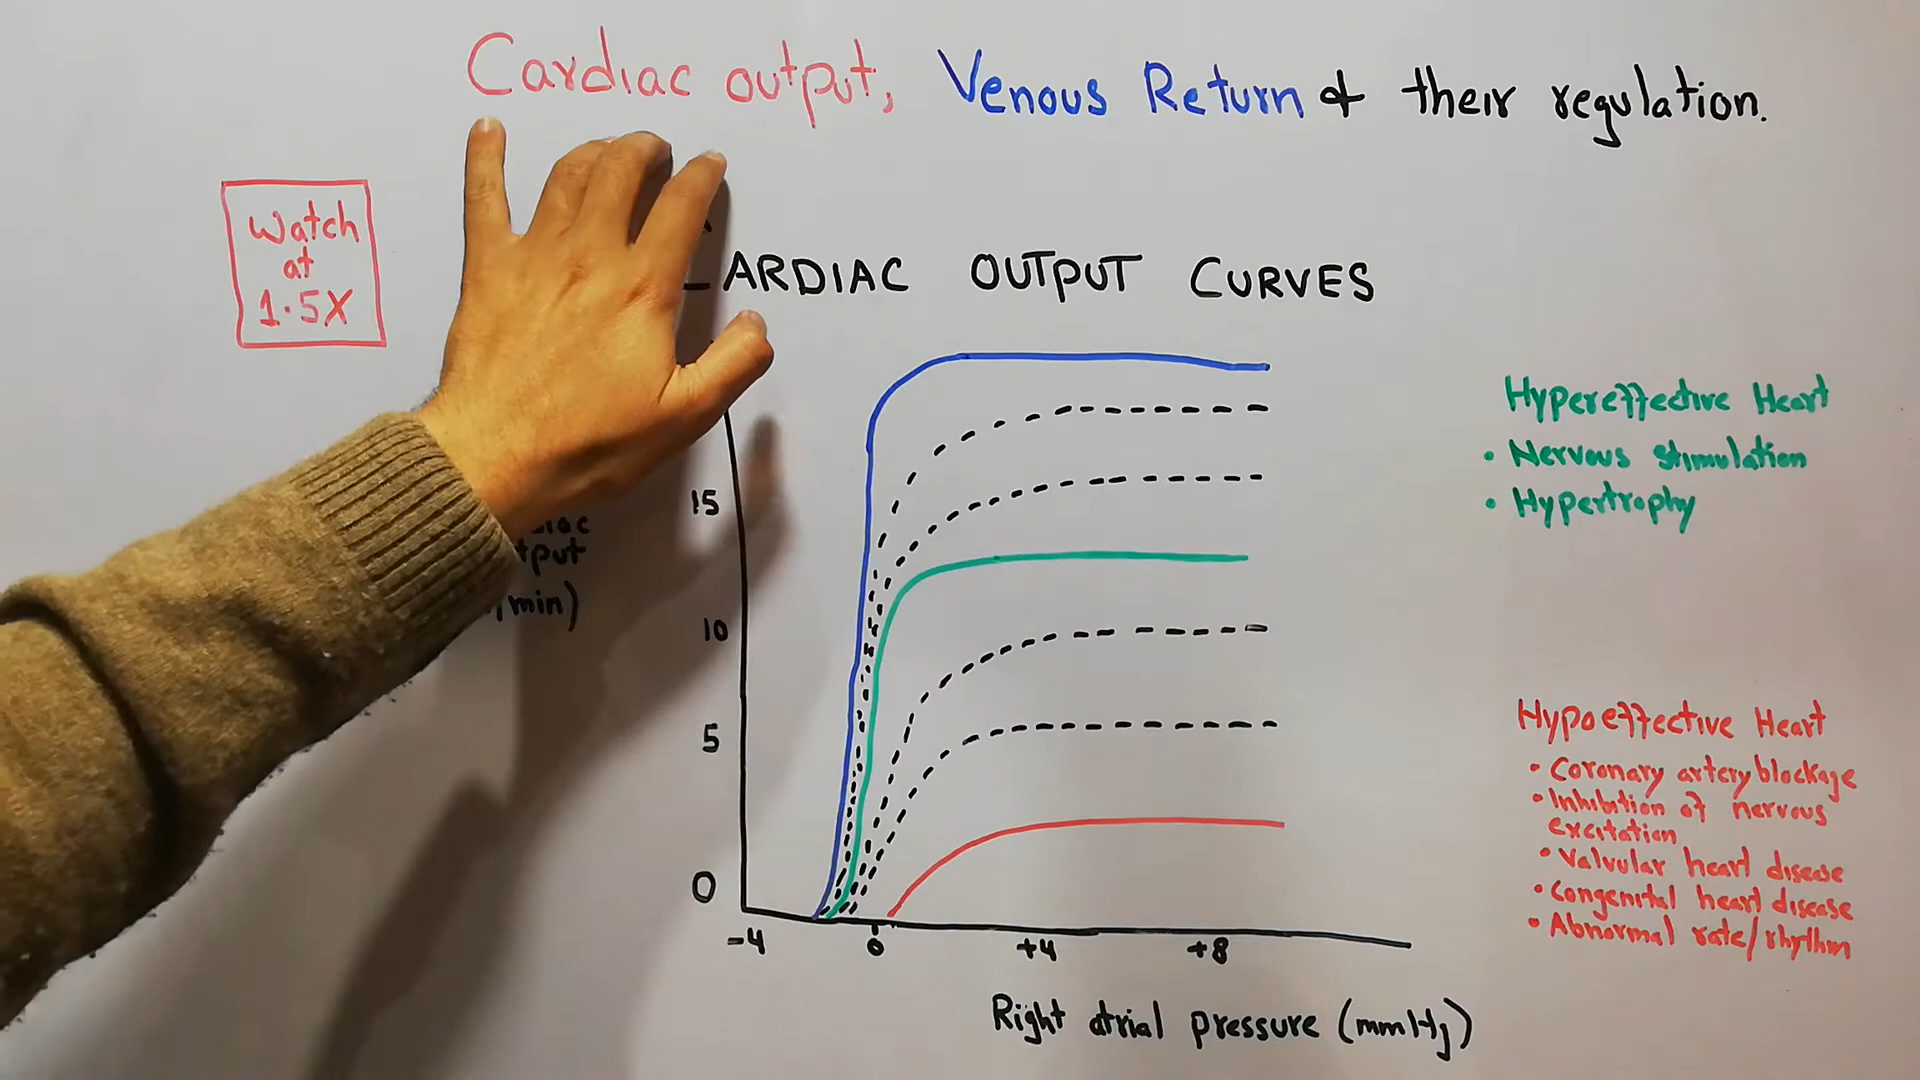 Cardiac output, Venous Return & their regulation.
Watch
at
1.5X
ARDIAC OUTPUT CURVES
15
10
5
0
-4 0 +4 +8
tput
/min)
Right atrial pressure (mmHg)
Hypereffective Heart
• Nervous stimulation
• Hypertrophy
Hypoeffective Heart
• Coronary artery blockage
• Inhibition of nervous
excitation
• Valvular heart disease
• Congenital heart disease
• Abnormal rate/rhythm